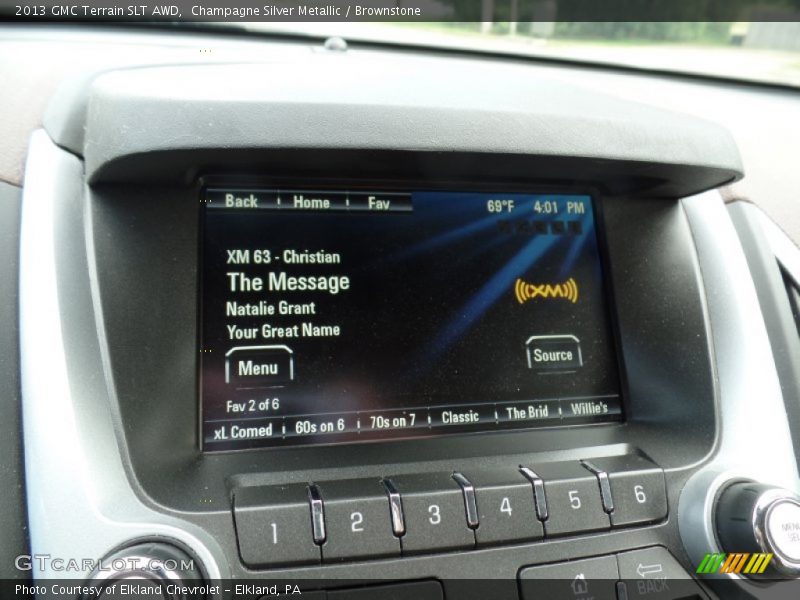 2013 GMC Terrain SLT AWD, Champagne Silver Metallic / Brownstone
Back Home Fav 69°F 4:01 PM
XM 63 - Christian
The Message
Natalie Grant
Your Great Name
XM
Menu
Source
Fav 2 of 6
xL Comed 60s on 6 70s on 7 Classic The Brid Willie's
1 2 3 4 5 6
MENU
SEL
BACK
GTCarLot.com
Photo Courtesy of Elkland Chevrolet - Elkland, PA